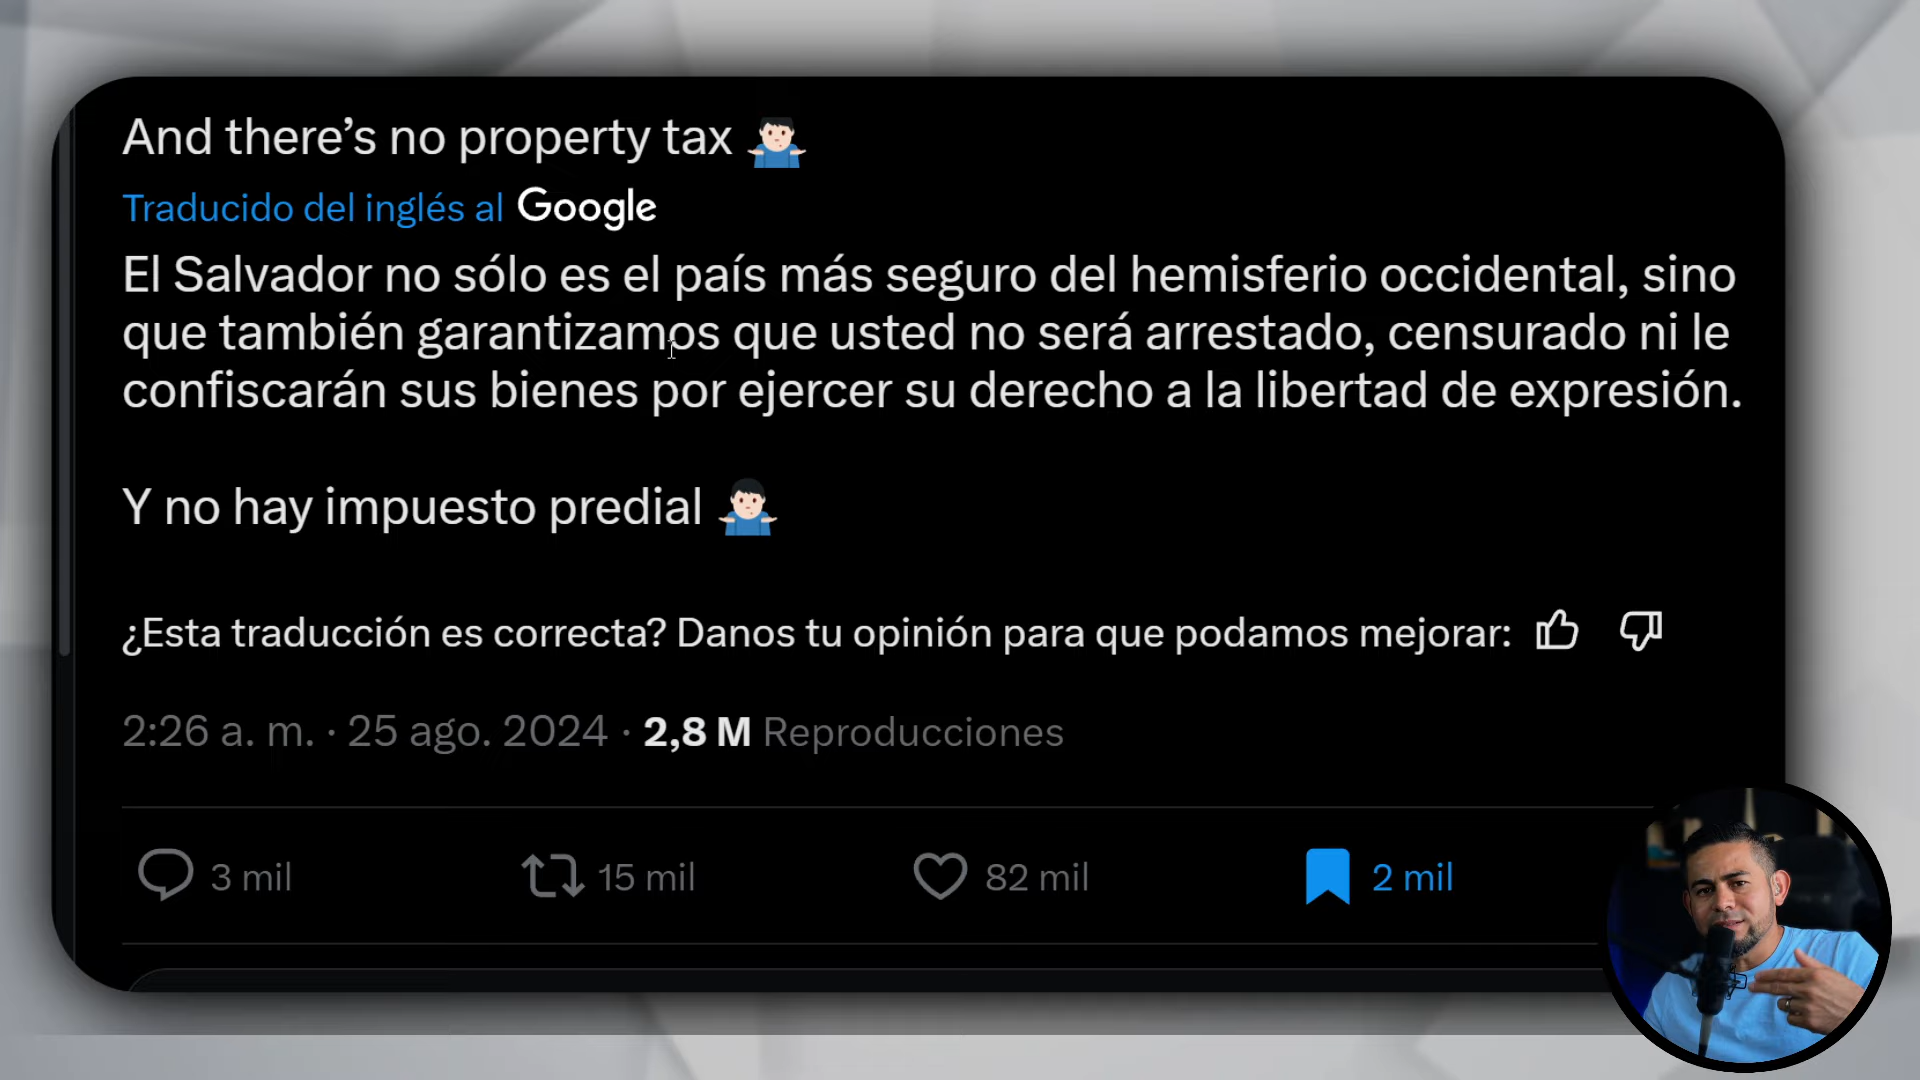 And there’s no property tax 🤷🏻‍♂️
Traducido del inglés al Google
El Salvador no sólo es el país más seguro del hemisferio occidental, sino
que también garantizamos que usted no será arrestado, censurado ni le
confiscarán sus bienes por ejercer su derecho a la libertad de expresión.
Y no hay impuesto predial 🤷🏻‍♂️
¿Esta traducción es correcta? Danos tu opinión para que podamos mejorar:
2:26 a. m. · 25 ago. 2024 · 2,8 M Reproducciones
3 mil 15 mil 82 mil 2 mil